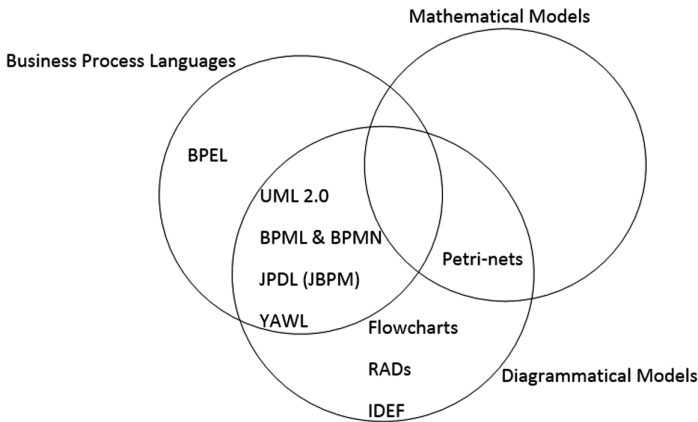 Mathematical Models
Business Process Languages
BPEL
UML 2.0
BPML & BPMN
Petri-nets
JPDL (JBPM)
YAWL
Flowcharts
RADs
Diagrammatical Models
IDEF